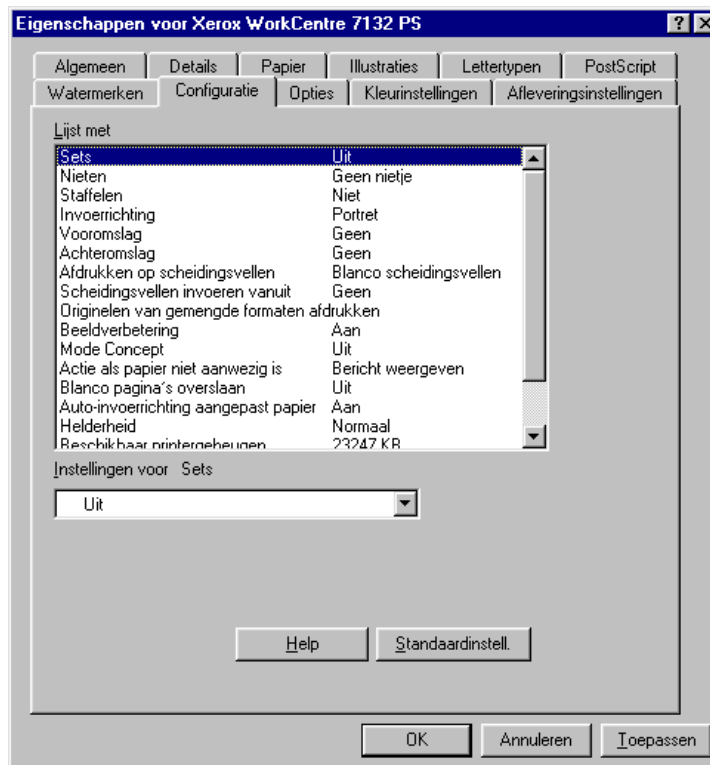 Eigenschappen voor Xerox WorkCentre 7132 PS
Algemeen Details Papier Illustraties Lettertypen PostScript
Watermerken Configuratie Opties Kleurinstellingen Afleveringsinstellingen
Lijst met
Sets Uit
Nieten Geen nietje
Staffelen Niet
Invoerrichting Portret
Vooromslag Geen
Achteromslag Geen
Afdrukken op scheidingsvellen Blanco scheidingsvellen
Scheidingsvellen invoeren vanuit Geen
Originelen van gemengde formaten afdrukken
Beeldverbetering Aan
Mode Concept Uit
Actie als papier niet aanwezig is Bericht weergeven
Blanco pagina´s overslaan Uit
Auto-invoerrichting aangepast papier Aan
Helderheid Normaal
Beschikbaar printergeheugen 23247 KB
Instellingen voor Sets
Uit
Help Standaardinstell.
OK Annuleren Toepassen